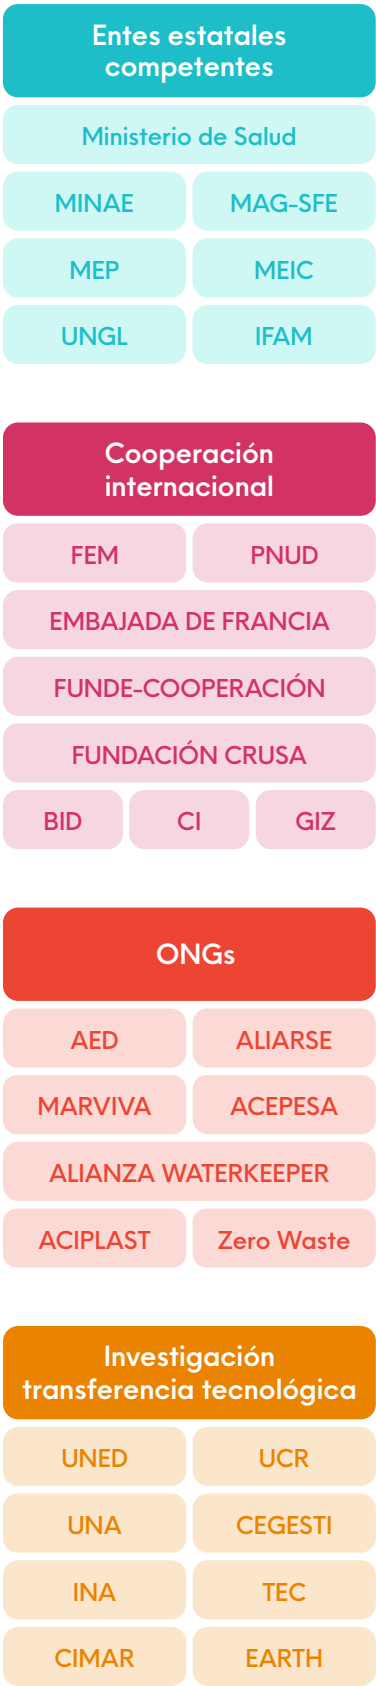 Entes estatales
competentes
Ministerio de Salud
MINAE MAG-SFE
MEP MEIC
UNGL IFAM
Cooperación
internacional
FEM PNUD
EMBAJADA DE FRANCIA
FUNDE-COOPERACIÓN
FUNDACIÓN CRUSA
BID CI GIZ
ONGs
AED ALIARSE
MARVIVA ACEPESA
ALIANZA WATERKEEPER
ACIPLAST Zero Waste
Investigación
transferencia tecnológica
UNED UCR
UNA CEGESTI
INA TEC
CIMAR EARTH